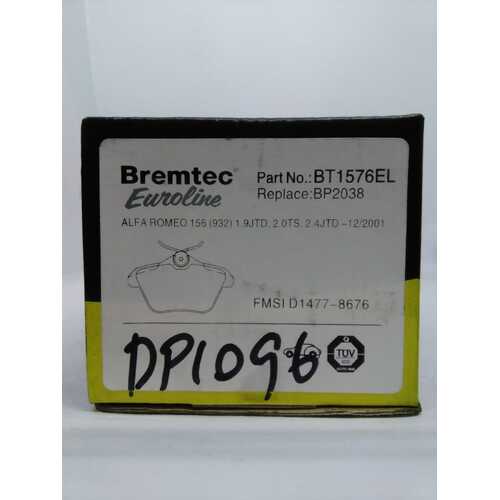 Bremtec
Euroline
Part No.: BT1576EL
Replace: BP2038
ALFA ROMEO 156 (932) 1.9JTD, 2.0TS, 2.4JTD -12/2001
FMSI D1477-8676
DP1096
TÜV